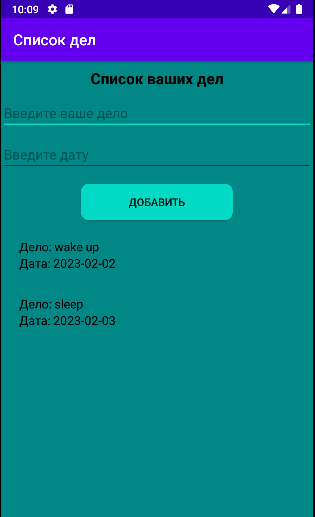 10:09
Список дел
Список ваших дел
Введите ваше дело
Введите дату
ДОБАВИТЬ
Дело: wake up
Дата: 2023-02-02
Дело: sleep
Дата: 2023-02-03